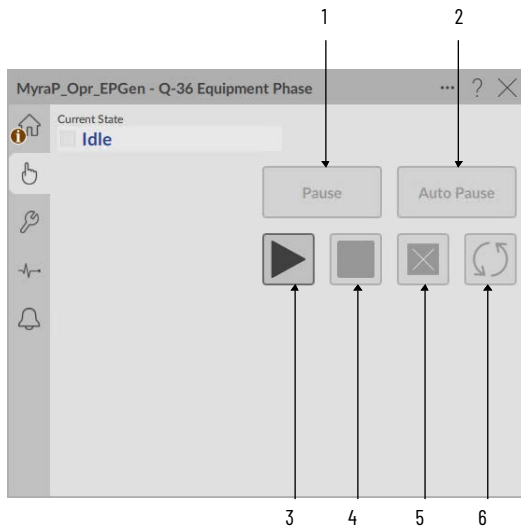 1 2
MyraP_Opr_EPGen - Q-36 Equipment Phase ... ?
Current State
Idle
Pause Auto Pause
3 4 5 6